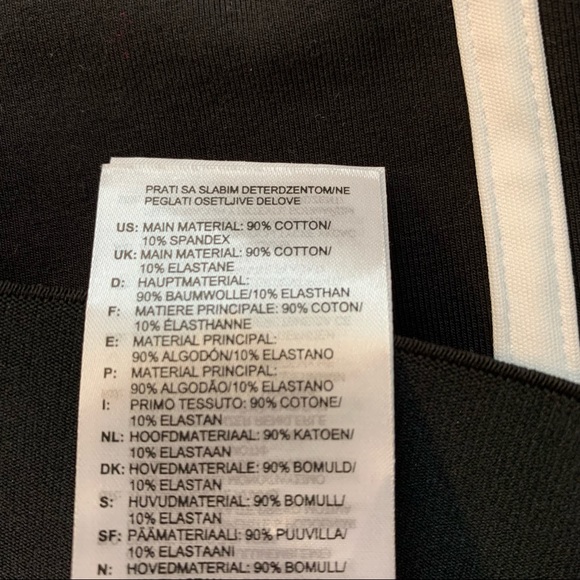 PRATI SA SLABIM DETERDZENTOM/NE
PEGLATI OSETLJIVE DELOVE
US: MAIN MATERIAL: 90% COTTON/
10% SPANDEX
UK: MAIN MATERIAL: 90% COTTON/
10% ELASTANE
D: HAUPTMATERIAL:
90% BAUMWOLLE/10% ELASTHAN
F: MATIERE PRINCIPALE: 90% COTON/
10% ÉLASTHANNE
E: MATERIAL PRINCIPAL:
90% ALGODÓN/10% ELASTANO
P: MATERIAL PRINCIPAL:
90% ALGODÃO/10% ELASTANO
I: PRIMO TESSUTO: 90% COTONE/
10% ELASTAN
NL: HOOFDMATERIAAL: 90% KATOEN/
10% ELASTAAN
DK: HOVEDMATERIALE: 90% BOMULD/
10% ELASTAN
S: HUVUDMATERIAL: 90% BOMULL/
10% ELASTAN
SF: PÄÄMATERIAALI: 90% PUUVILLA/
10% ELASTAANI
N: HOVEDMATERIAL: 90% BOMULL/